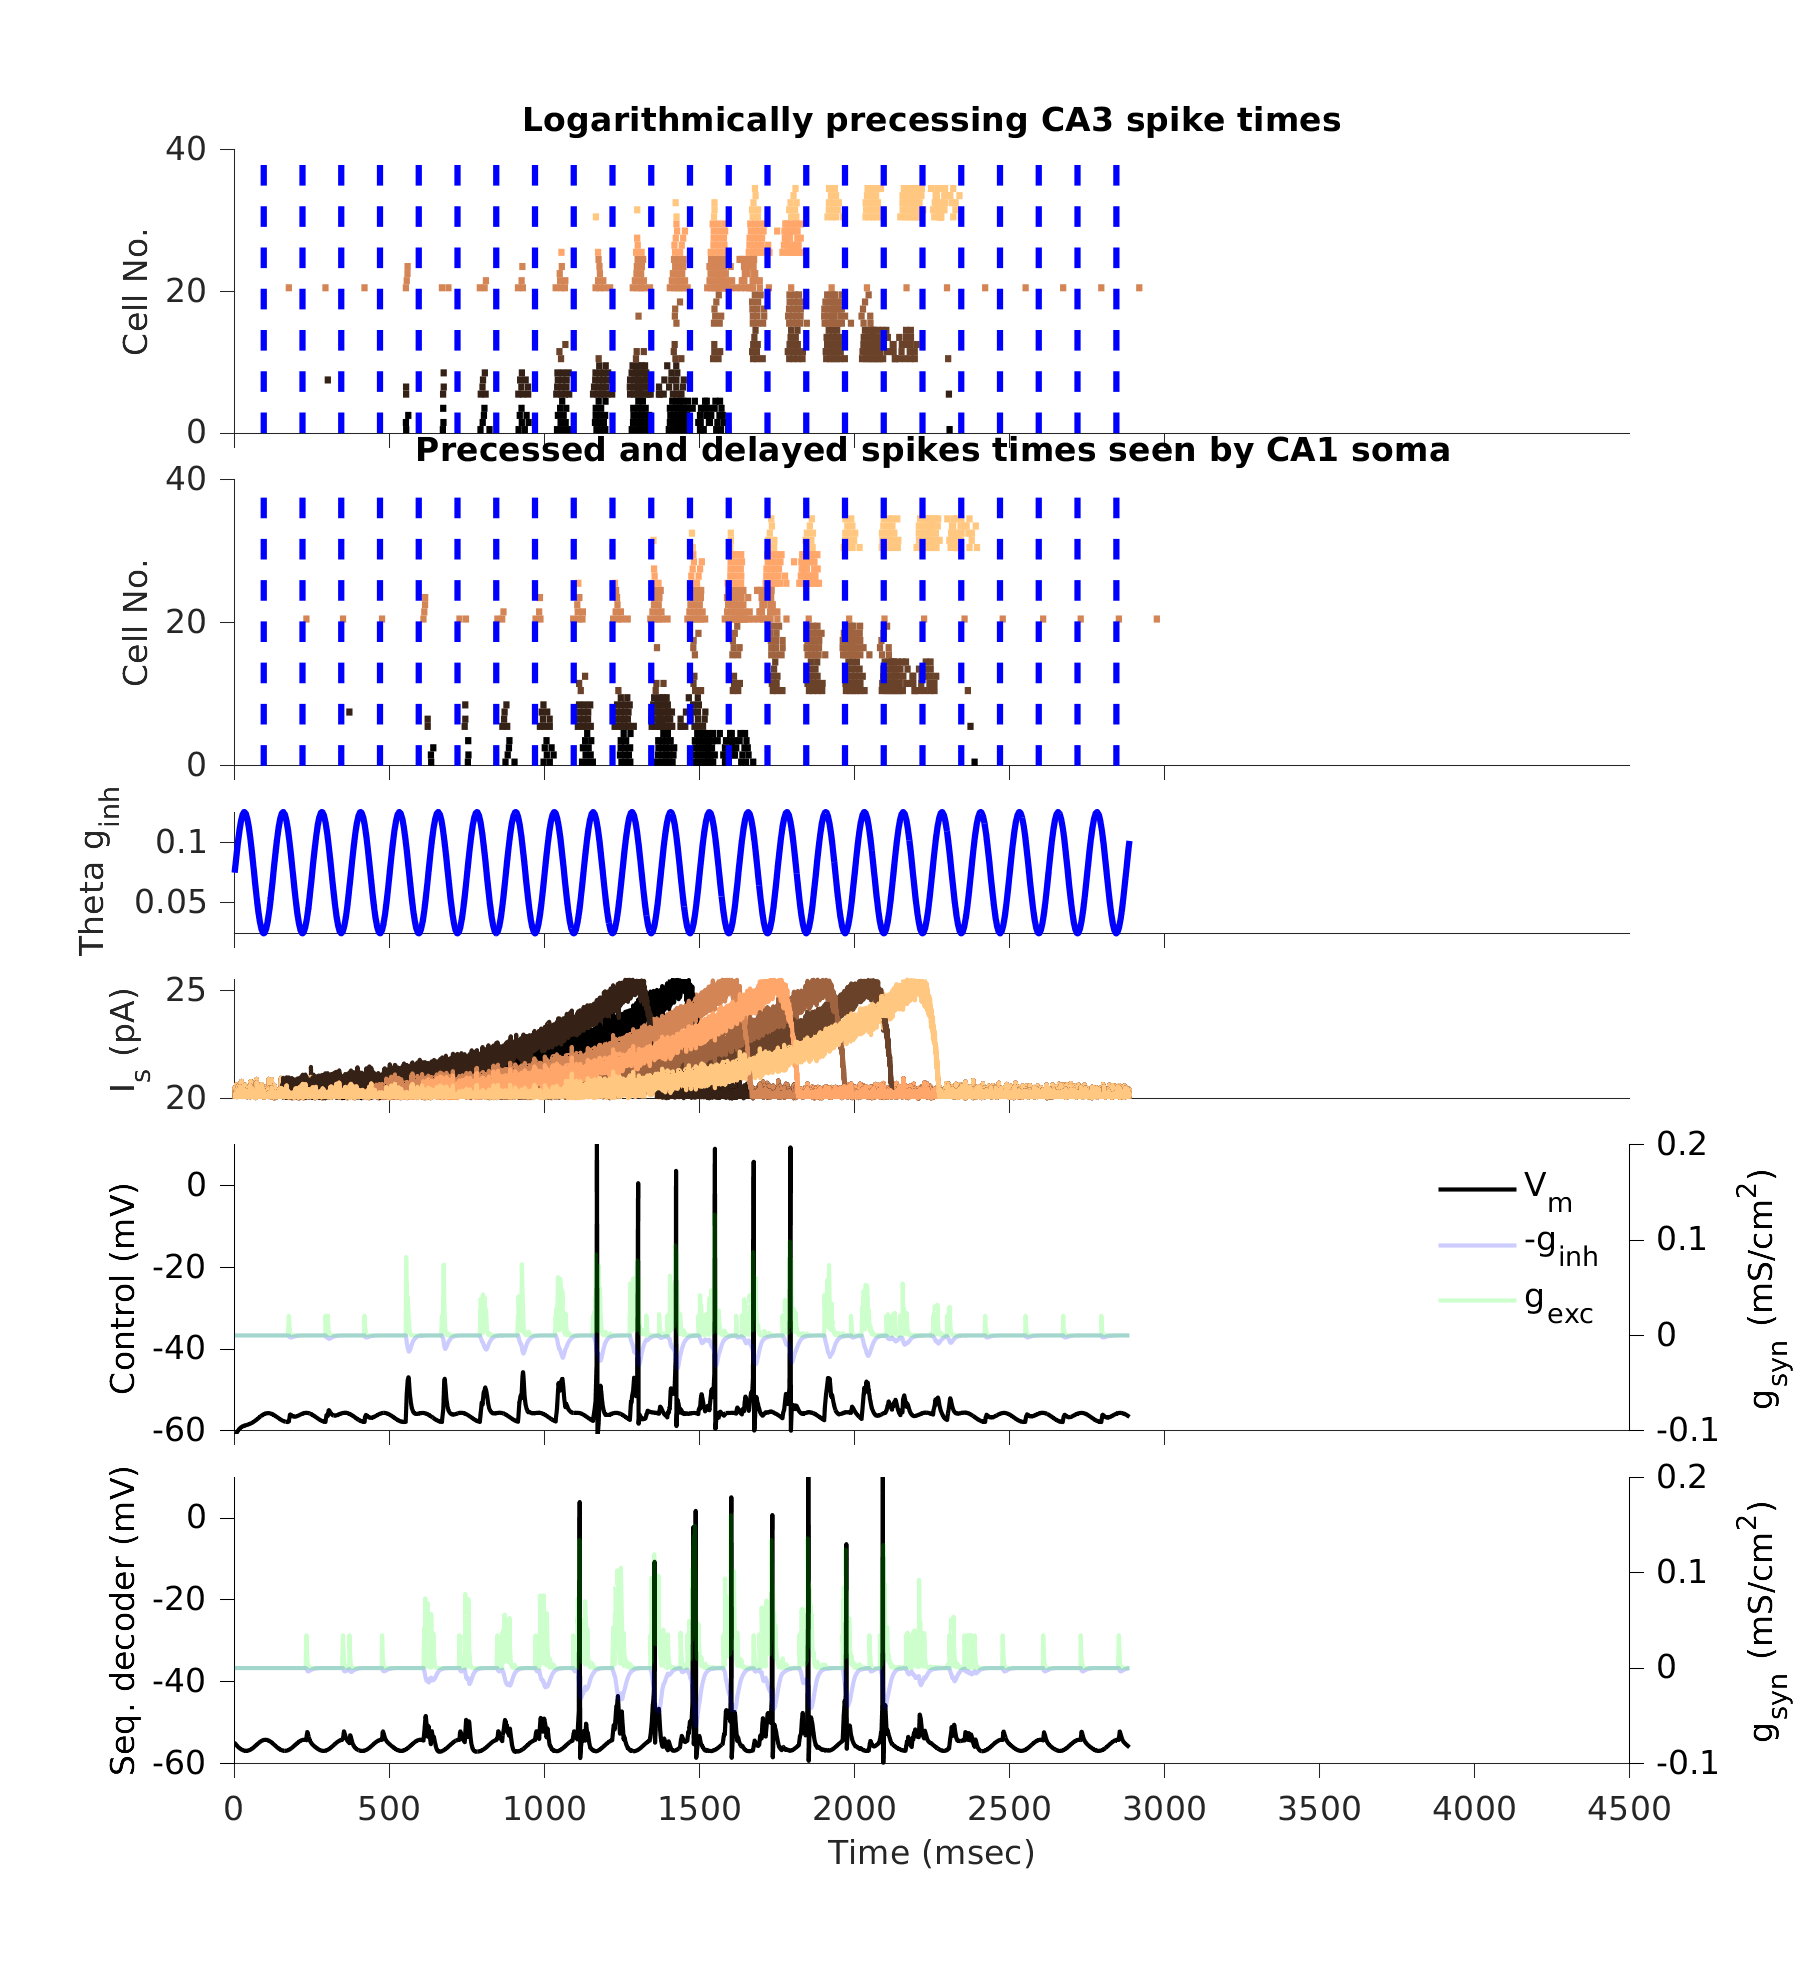 Logarithmically precessing CA3 spike times
40
20
0
Cell No.
Precessed and delayed spikes times seen by CA1 soma
40
20
0
Cell No.
0.1
0.05
Theta g_inh
25
20
I_s (pA)
0
-20
-40
-60
Control (mV)
V_m
-g_inh
g_exc
0.2
0.1
0
-0.1
g_syn (mS/cm^2)
0
-20
-40
-60
Seq. decoder (mV)
0.2
0.1
0
-0.1
g_syn (mS/cm^2)
0 500 1000 1500 2000 2500 3000 3500 4000 4500
Time (msec)